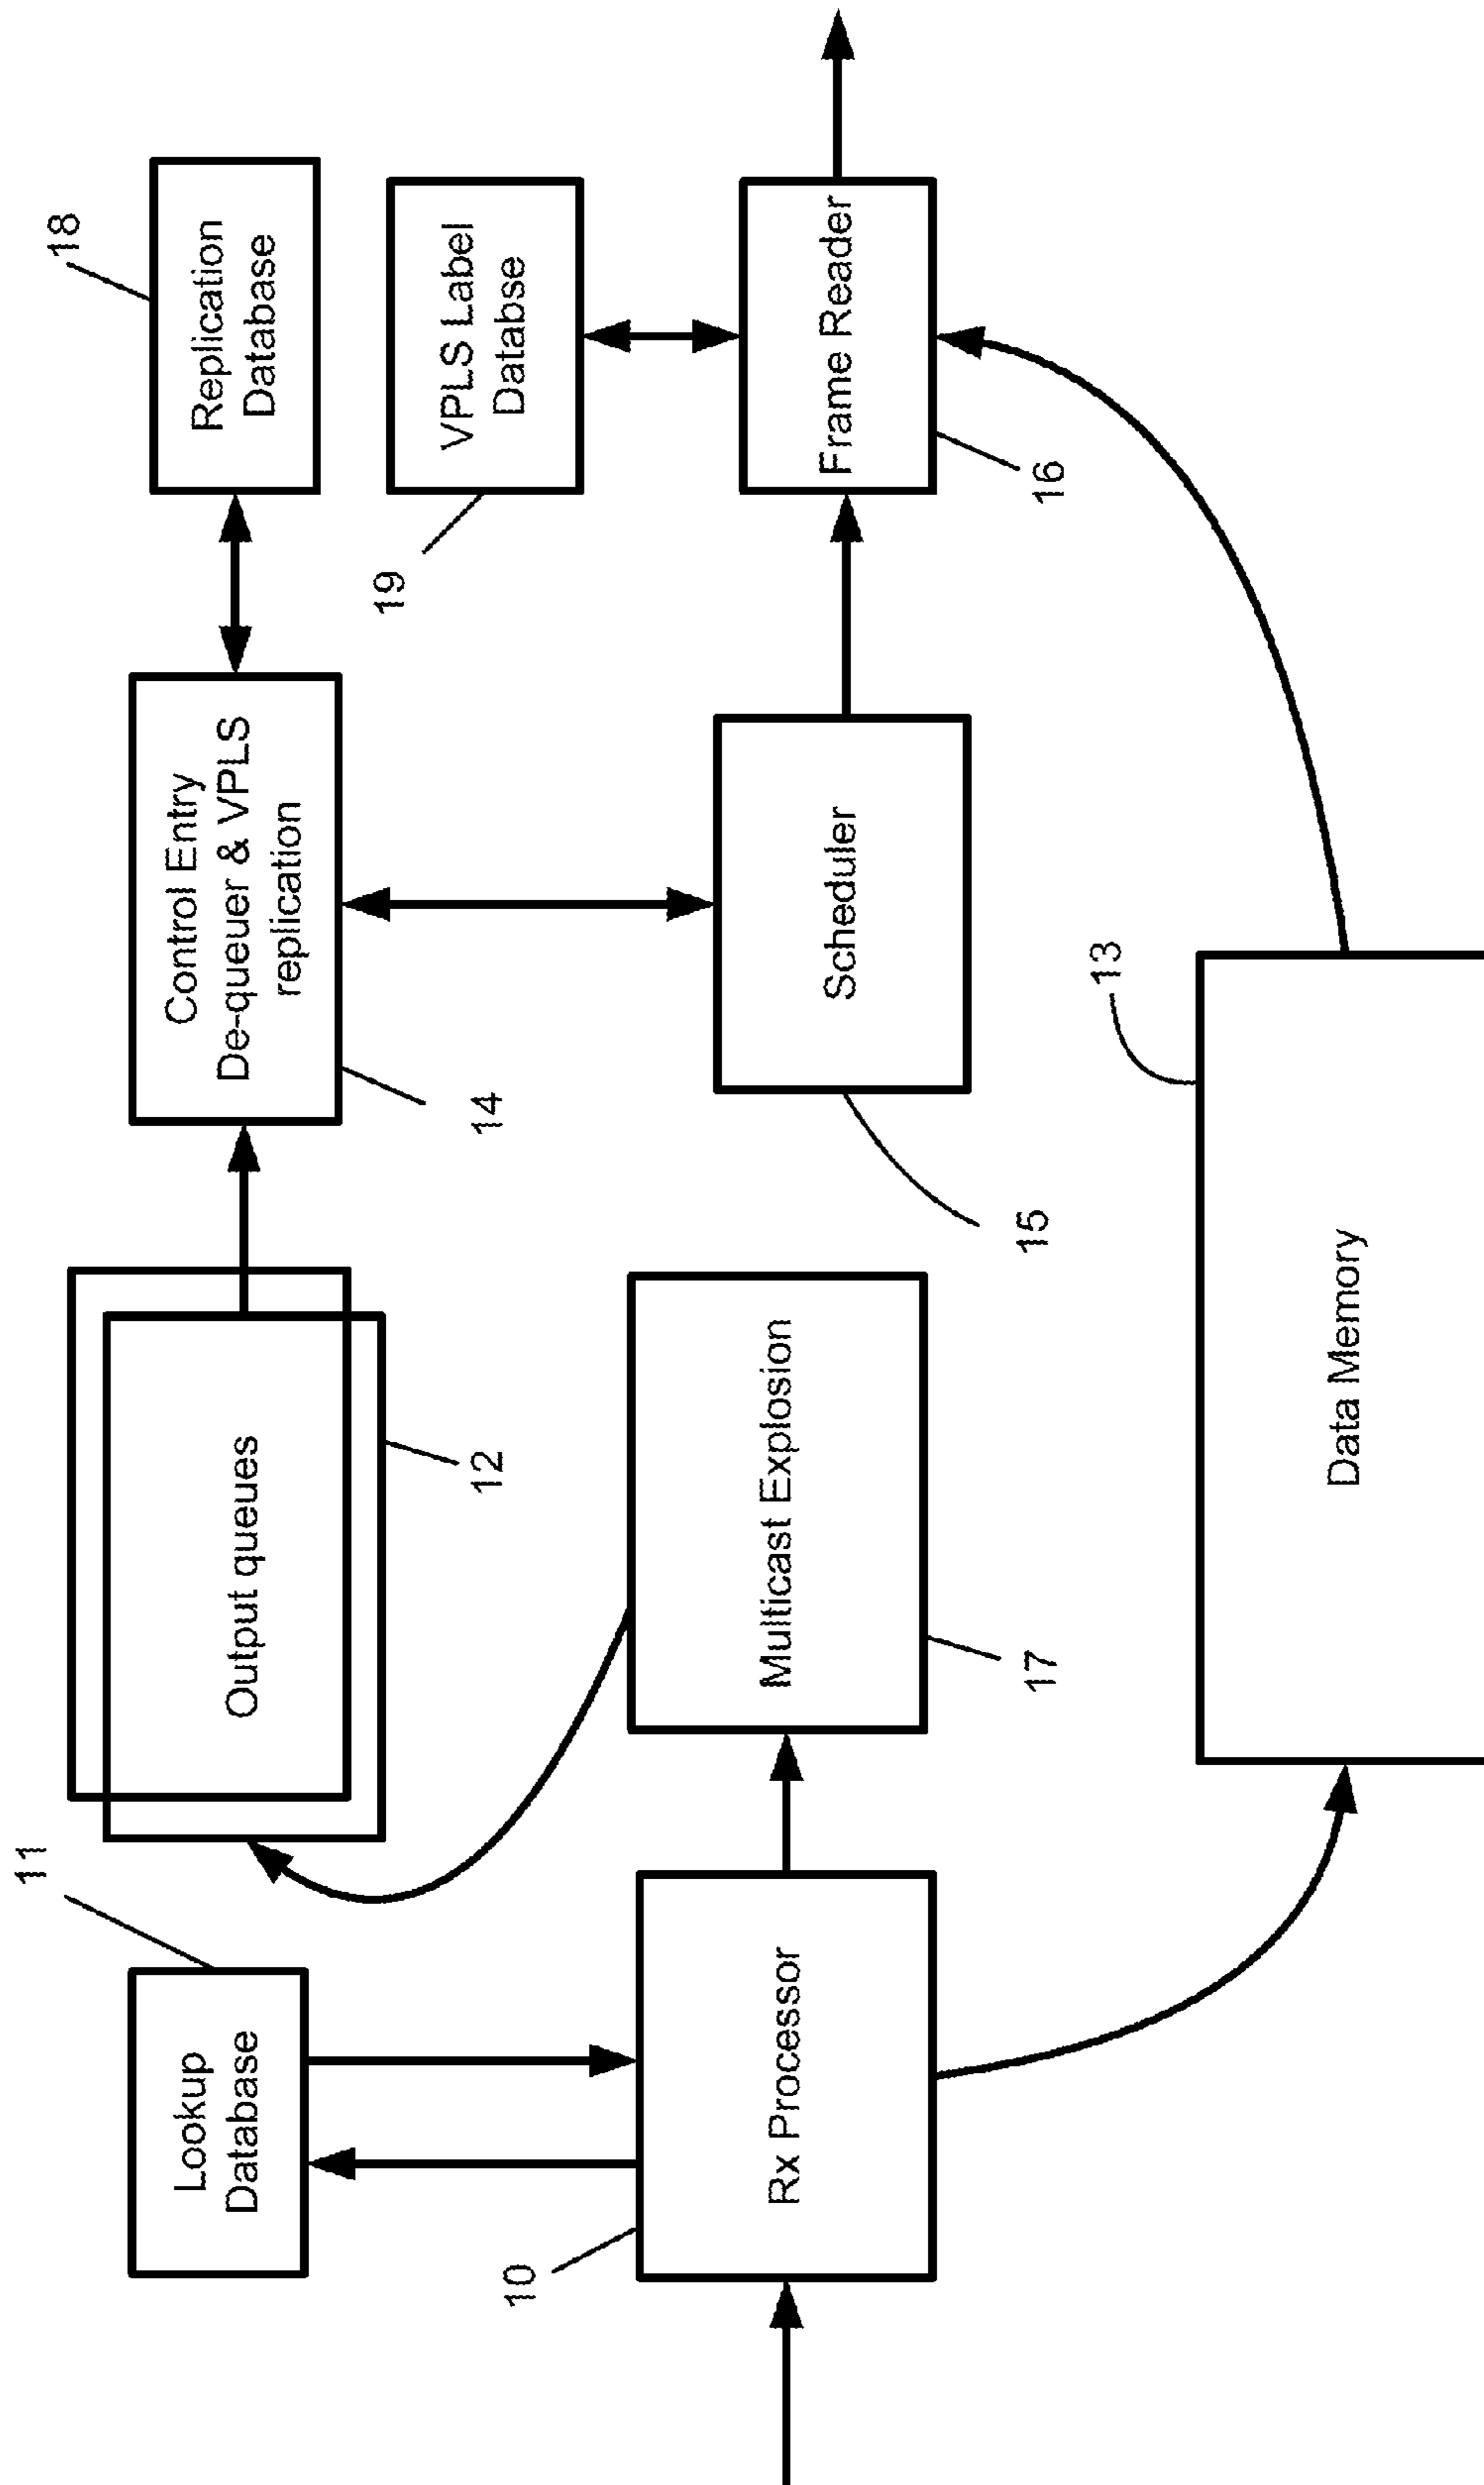 11
Lookup
Database
10
Rx Processor
Output queues
12
Multicast Explosion
17
Data Memory
13
Control Entry
De-queuer & VPLS
replication
14
Scheduler
15
18
Replication
Database
VPLS Label
Databse
19
Frame Reader
16